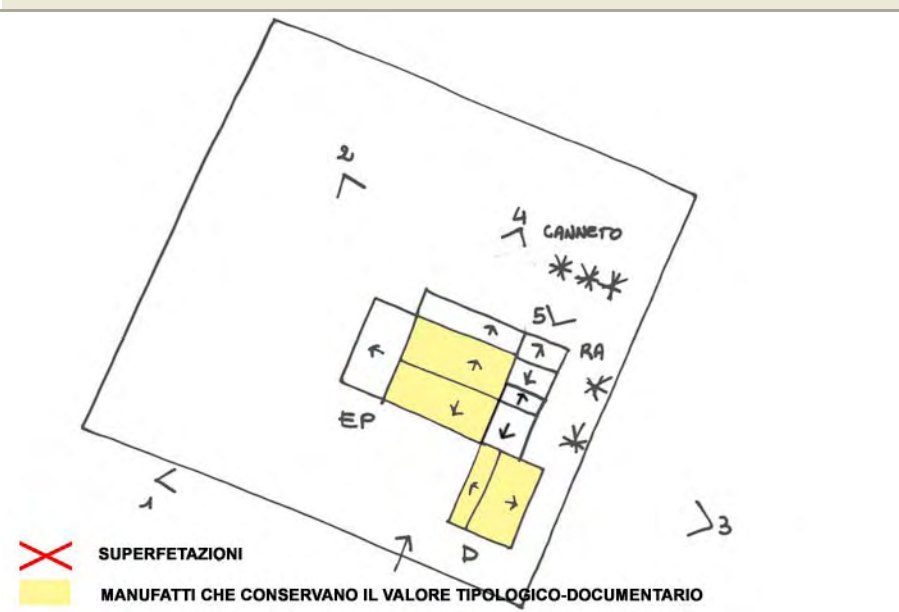 2
4
CANNETO
5
RA
EP
1
3
D
SUPERFETAZIONI
MANUFATTI CHE CONSERVANO IL VALORE TIPOLOGICO-DOCUMENTARIO